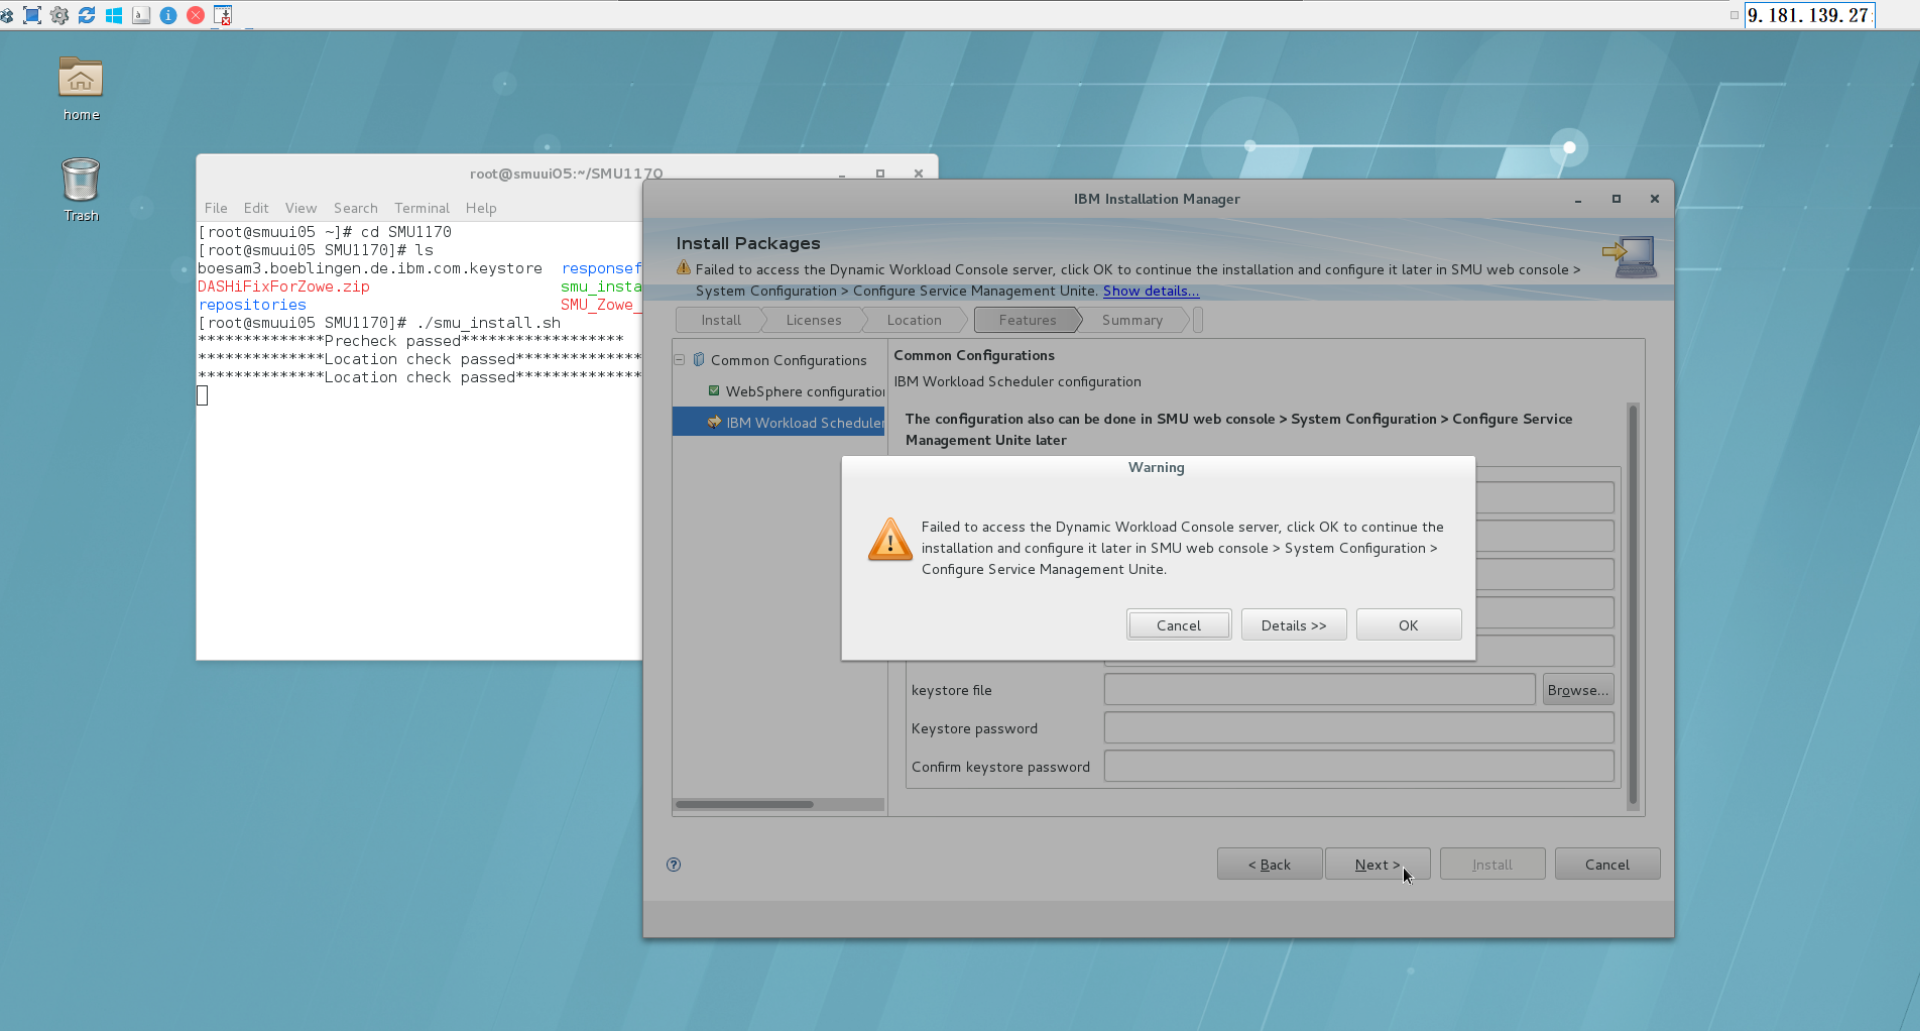 9.181.139.27:
home
Trash
root@smuui05:~/SMU1170
File Edit View Search Terminal Help
[root@smuui05 ~]# cd SMU1170
[root@smuui05 SMU1170]# ls
boesam3.boeblingen.de.ibm.com.keystore responsef
DASHiFixForZowe.zip smu_insta
repositories SMU_Zowe_
[root@smuui05 SMU1170]# ./smu_install.sh
**************Precheck passed******************
**************Location check passed**************
**************Location check passed**************
IBM Installation Manager
Install Packages
Failed to access the Dynamic Workload Console server, click OK to continue the installation and configure it later in SMU web console >
System Configuration > Configure Service Management Unite. Show details...
Install Licenses Location Features Summary
Common Configurations
WebSphere configuration
IBM Workload Scheduler
Common Configurations
IBM Workload Scheduler configuration
The configuration also can be done in SMU web console > System Configuration > Configure Service
Management Unite later
Warning
Failed to access the Dynamic Workload Console server, click OK to continue the
installation and configure it later in SMU web console > System Configuration >
Configure Service Management Unite.
Cancel Details >> OK
keystore file Browse...
Keystore password
Confirm keystore password
< Back Next > Install Cancel